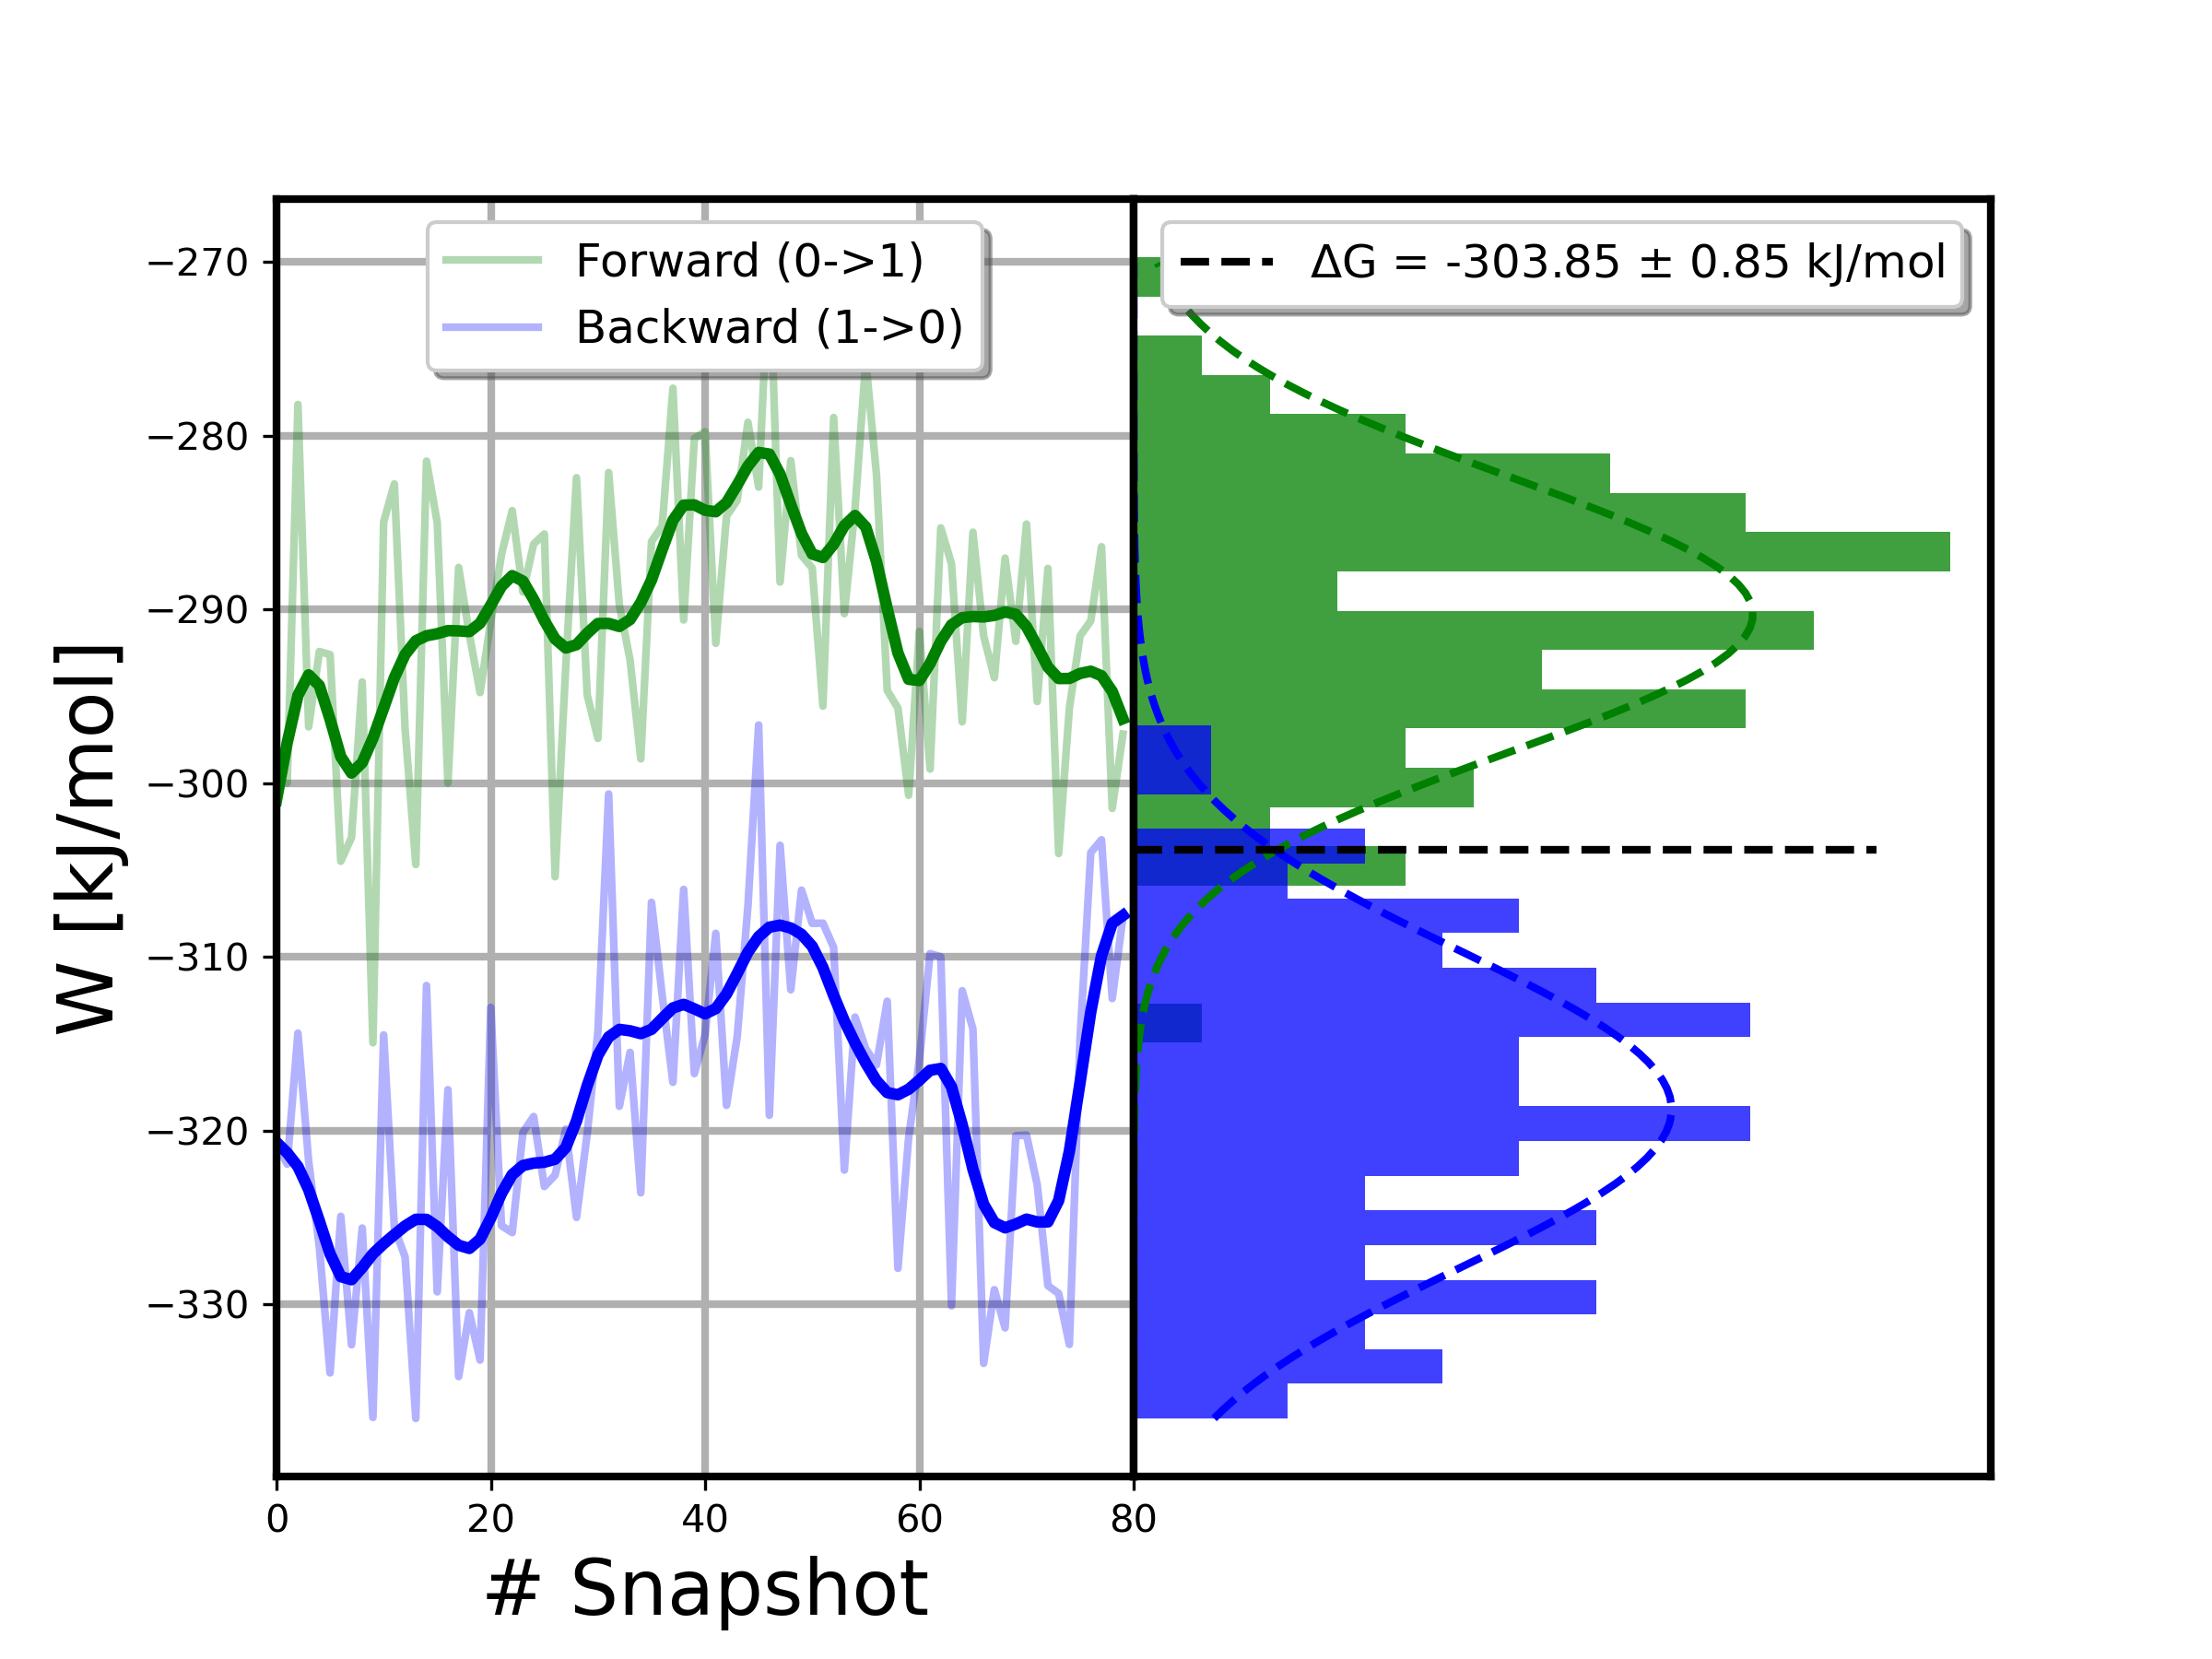 Forward (0->1)
Backward (1->0)
ΔG = -303.85 ± 0.85 kJ/mol
W [kJ/mol]
−270
−280
−290
−300
−310
−320
−330
0 20 40 60 80
# Snapshot